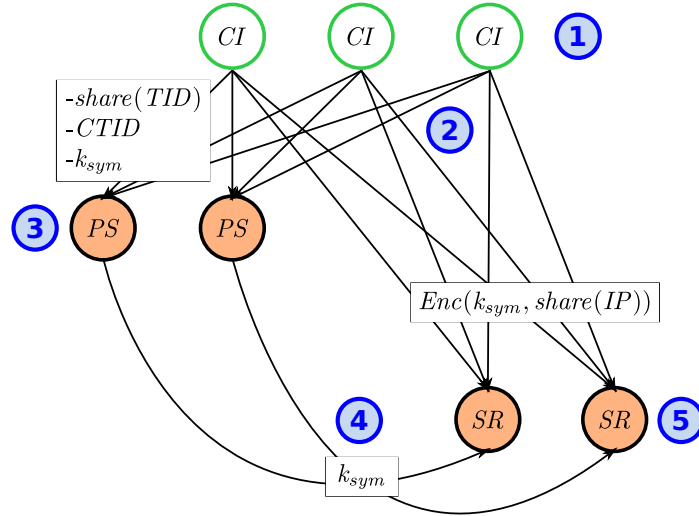 CI CI CI 1
-share(TID)
-CTID
-k_sym
2
3 PS PS
Enc(k_sym, share(IP))
4 SR SR 5
k_sym